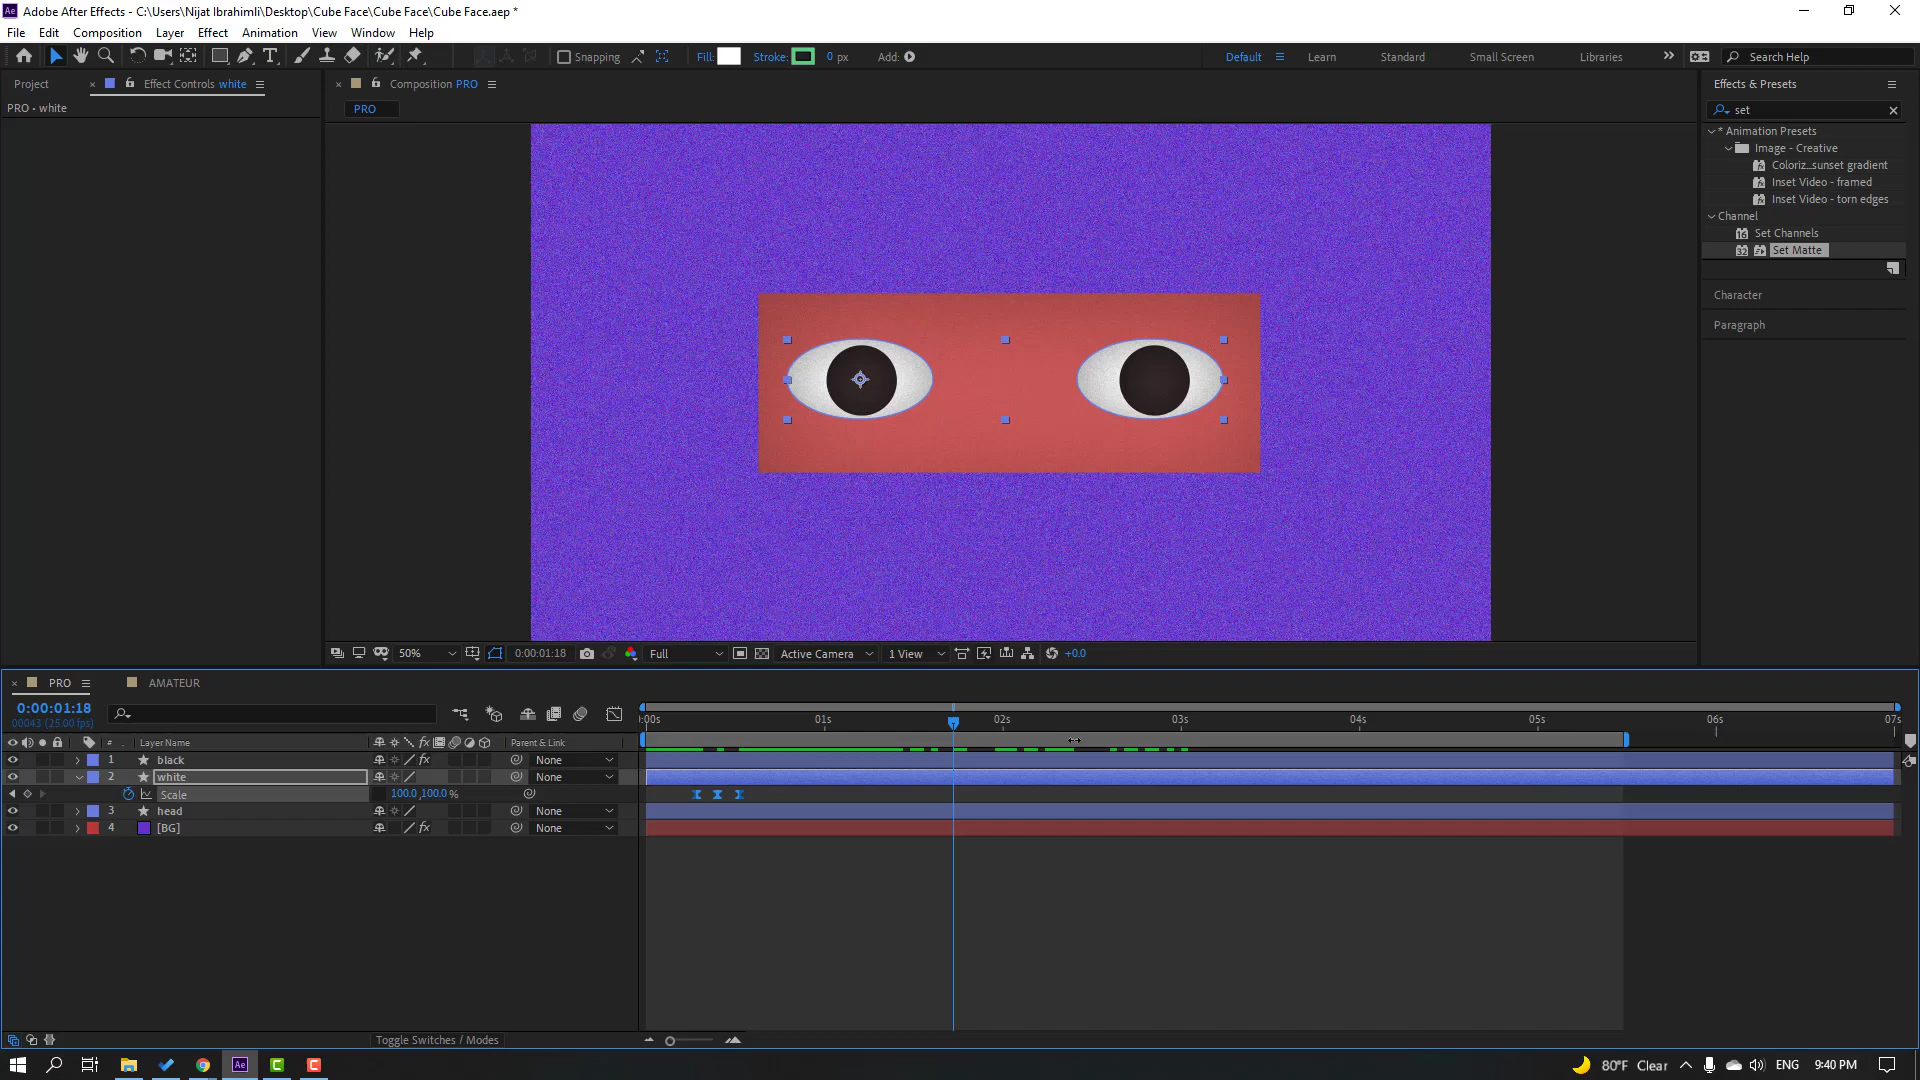 Adobe After Effects - C:\Users\Nijat Ibrahimli\Desktop\Cube Face\Cube Face\Cube Face.aep *
File Edit Composition Layer Effect Animation View Window Help
Snapping Fill: Stroke: 0 px Add: Default Learn Standard Small Screen Libraries Search Help
Project Effect Controls white Composition PRO Effects & Presets
PRO • white PRO set
* Animation Presets
Image - Creative
Coloriz...sunset gradient
Inset Video - framed
Inset Video - torn edges
Channel
16 Set Channels
32 Set Matte
Character
Paragraph
50% 0:00:01:18 Full Active Camera 1 View +0.0
PRO AMATEUR
0:00:01:18
00043 (25.00 fps)
:00s 01s 02s 03s 04s 05s 06s 07s
# Layer Name fx Parent & Link
1 black fx None
2 white None
Scale 100.0,100.0 %
3 head None
4 [BG] fx None
Toggle Switches / Modes
Ae 80°F Clear ENG 9:40 PM